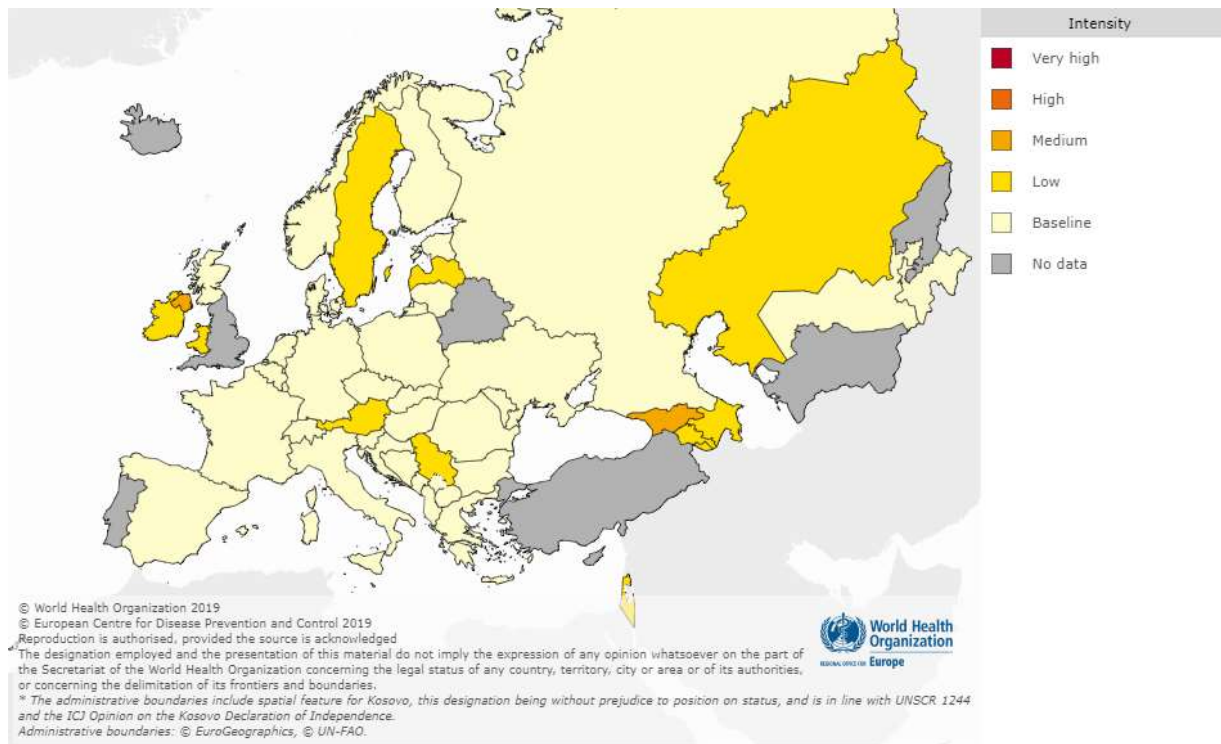 Intensity
Very high
High
Medium
Low
Baseline
No data
© World Health Organization 2019
© European Centre for Disease Prevention and Control 2019
Reproduction is authorised, provided the source is acknowledged
The designation employed and the presentation of this material do not imply the expression of any opinion whatsoever on the part of
the Secretariat of the World Health Organization concerning the legal status of any country, territory, city or area or of its authorities,
or concerning the delimitation of its frontiers and boundaries.
* The administrative boundaries include spatial feature for Kosovo, this designation being without prejudice to position on status, and is in line with UNSCR 1244
and the ICJ Opinion on the Kosovo Declaration of Independence.
Administrative boundaries: © EuroGeographics, © UN-FAO.
World Health
Organization
REGIONAL OFFICE FOR Europe